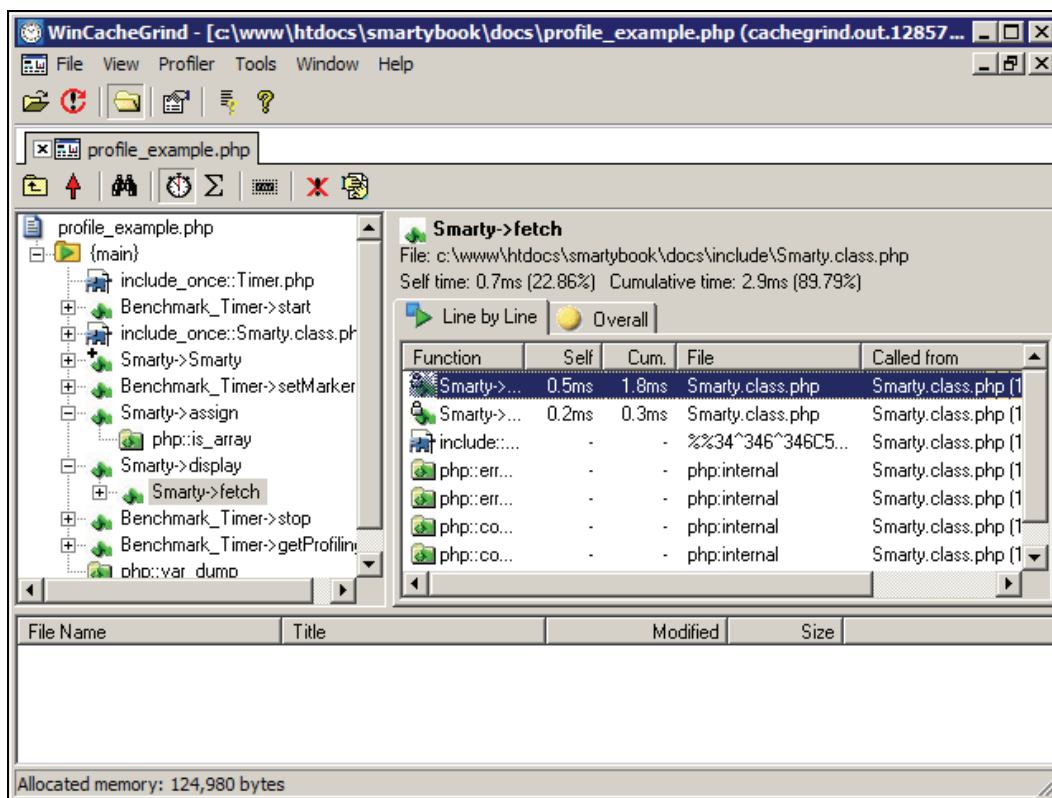 WinCacheGrind - [c:\www\htdocs\smartybook\docs\profile_example.php (cachegrind.out.12857...
File View Profiler Tools Window Help
profile_example.php
profile_example.php
{main}
include_once::Timer.php
Benchmark_Timer->start
include_once::Smarty.class.ph
Smarty->Smarty
Benchmark_Timer->setMarker
Smarty->assign
php::is_array
Smarty->display
Smarty->fetch
Benchmark_Timer->stop
Benchmark_Timer->getProfiling
php::var_dump
Smarty->fetch
File: c:\www\htdocs\smartybook\docs\include\Smarty.class.php
Self time: 0.7ms (22.86%) Cumulative time: 2.9ms (89.79%)
Line by Line Overall
Function Self Cum. File Called from
Smarty->... 0.5ms 1.8ms Smarty.class.php Smarty.class.php (1
Smarty->... 0.2ms 0.3ms Smarty.class.php Smarty.class.php (1
include::... - - %%34^346^346C5... Smarty.class.php (1
php::err... - - php:internal Smarty.class.php (1
php::err... - - php:internal Smarty.class.php (1
php::co... - - php:internal Smarty.class.php (1
php::co... - - php:internal Smarty.class.php (1
File Name Title Modified Size
Allocated memory: 124,980 bytes